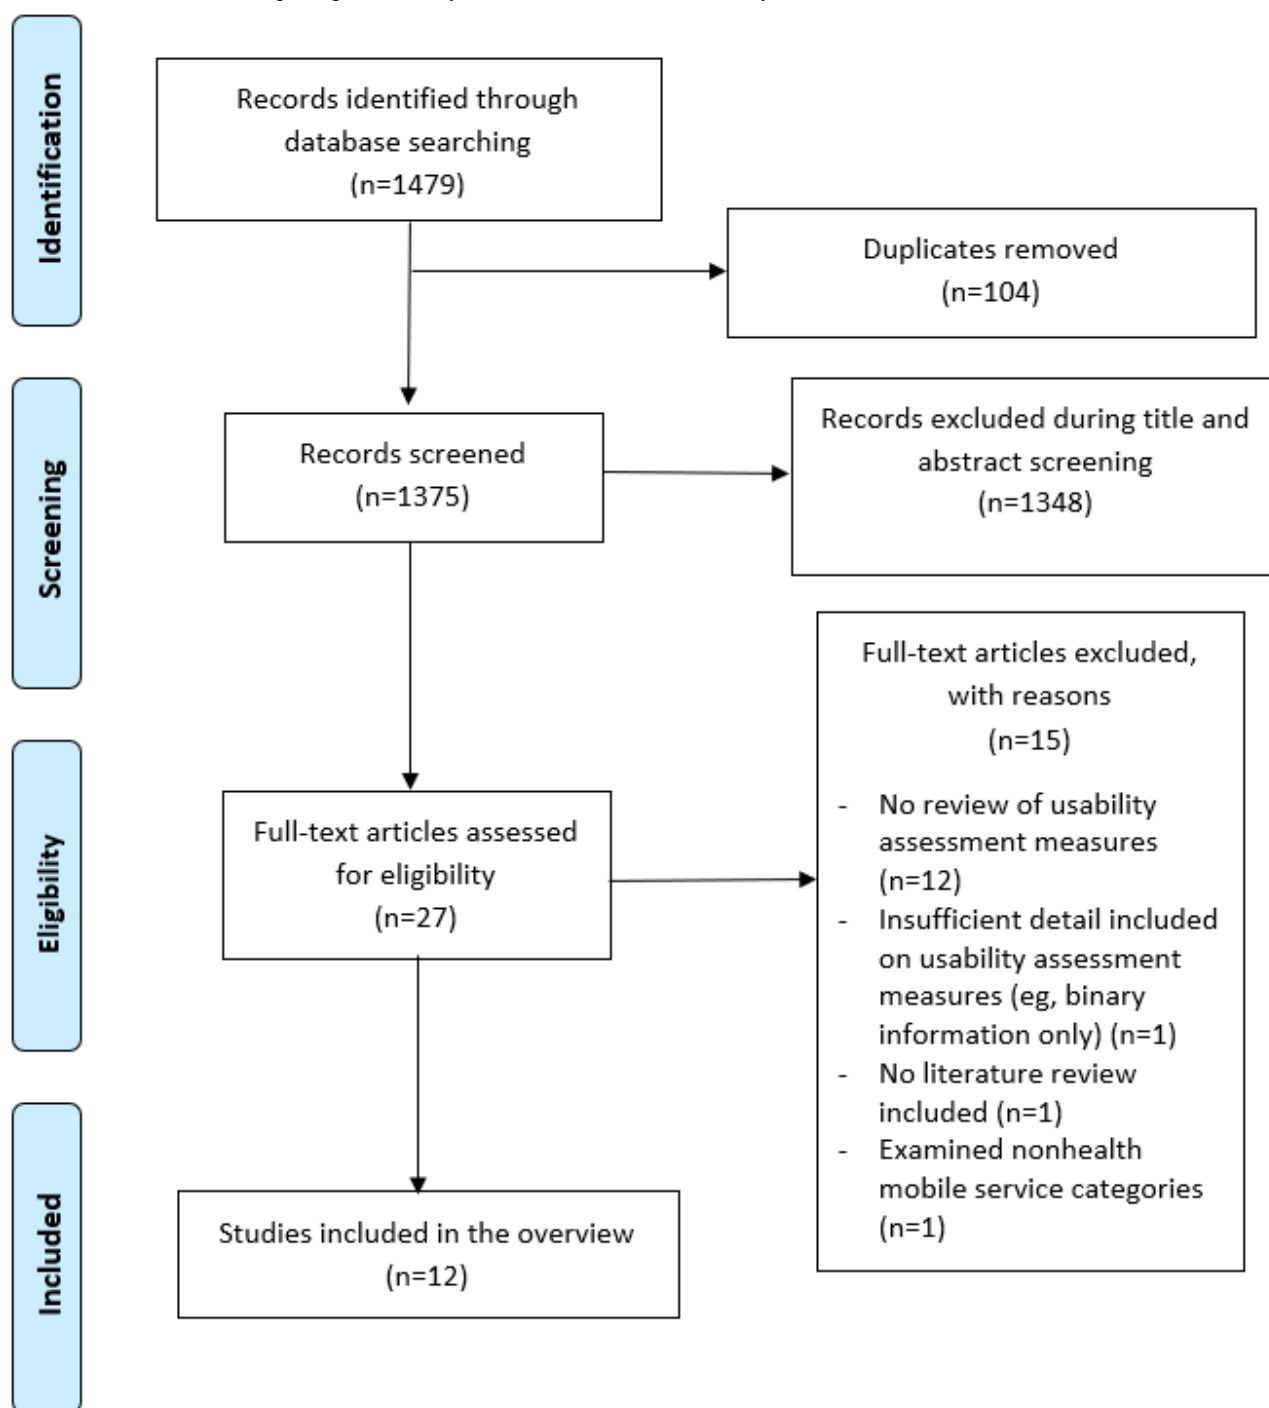 Identification
Records identified through
database searching
(n=1479)
Duplicates removed
(n=104)
Screening
Records screened
(n=1375)
Records excluded during title and
abstract screening
(n=1348)
Eligibility
Full-text articles assessed
for eligibility
(n=27)
Full-text articles excluded,
with reasons
(n=15)
- No review of usability
assessment measures
(n=12)
- Insufficient detail included
on usability assessment
measures (eg, binary
information only) (n=1)
- No literature review
included (n=1)
- Examined nonhealth
mobile service categories
(n=1)
Included
Studies included in the overview
(n=12)